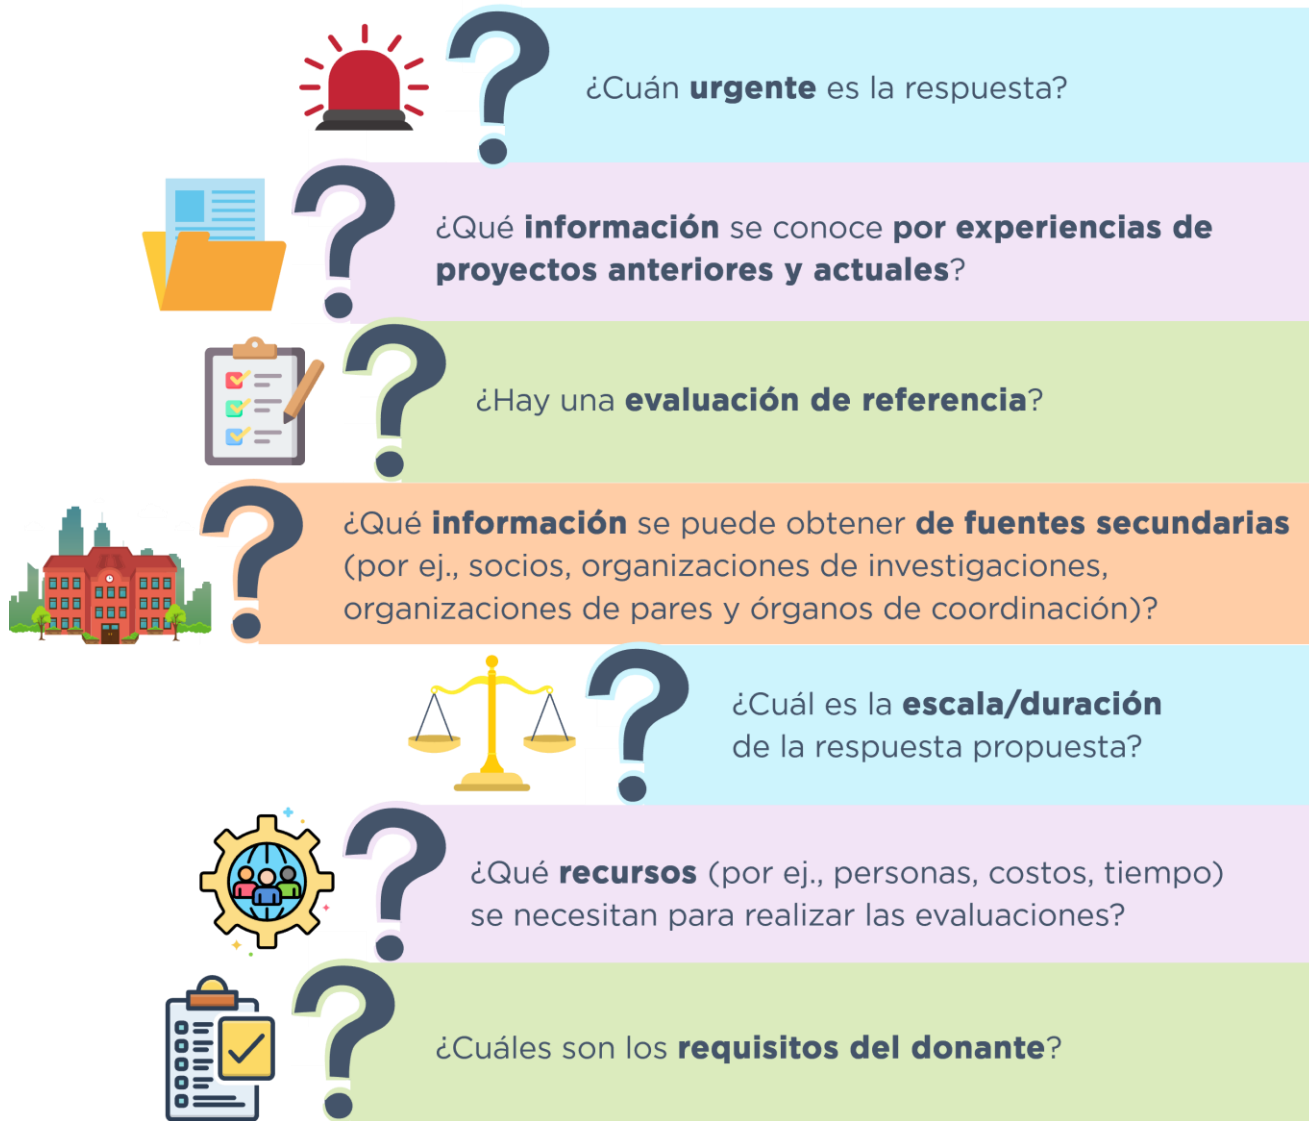 ¿Cuán urgente es la respuesta?
¿Qué información se conoce por experiencias de
proyectos anteriores y actuales?
¿Hay una evaluación de referencia?
¿Qué información se puede obtener de fuentes secundarias
(por ej., socios, organizaciones de investigaciones,
organizaciones de pares y órganos de coordinación)?
¿Cuál es la escala/duración
de la respuesta propuesta?
¿Qué recursos (por ej., personas, costos, tiempo)
se necesitan para realizar las evaluaciones?
¿Cuáles son los requisitos del donante?